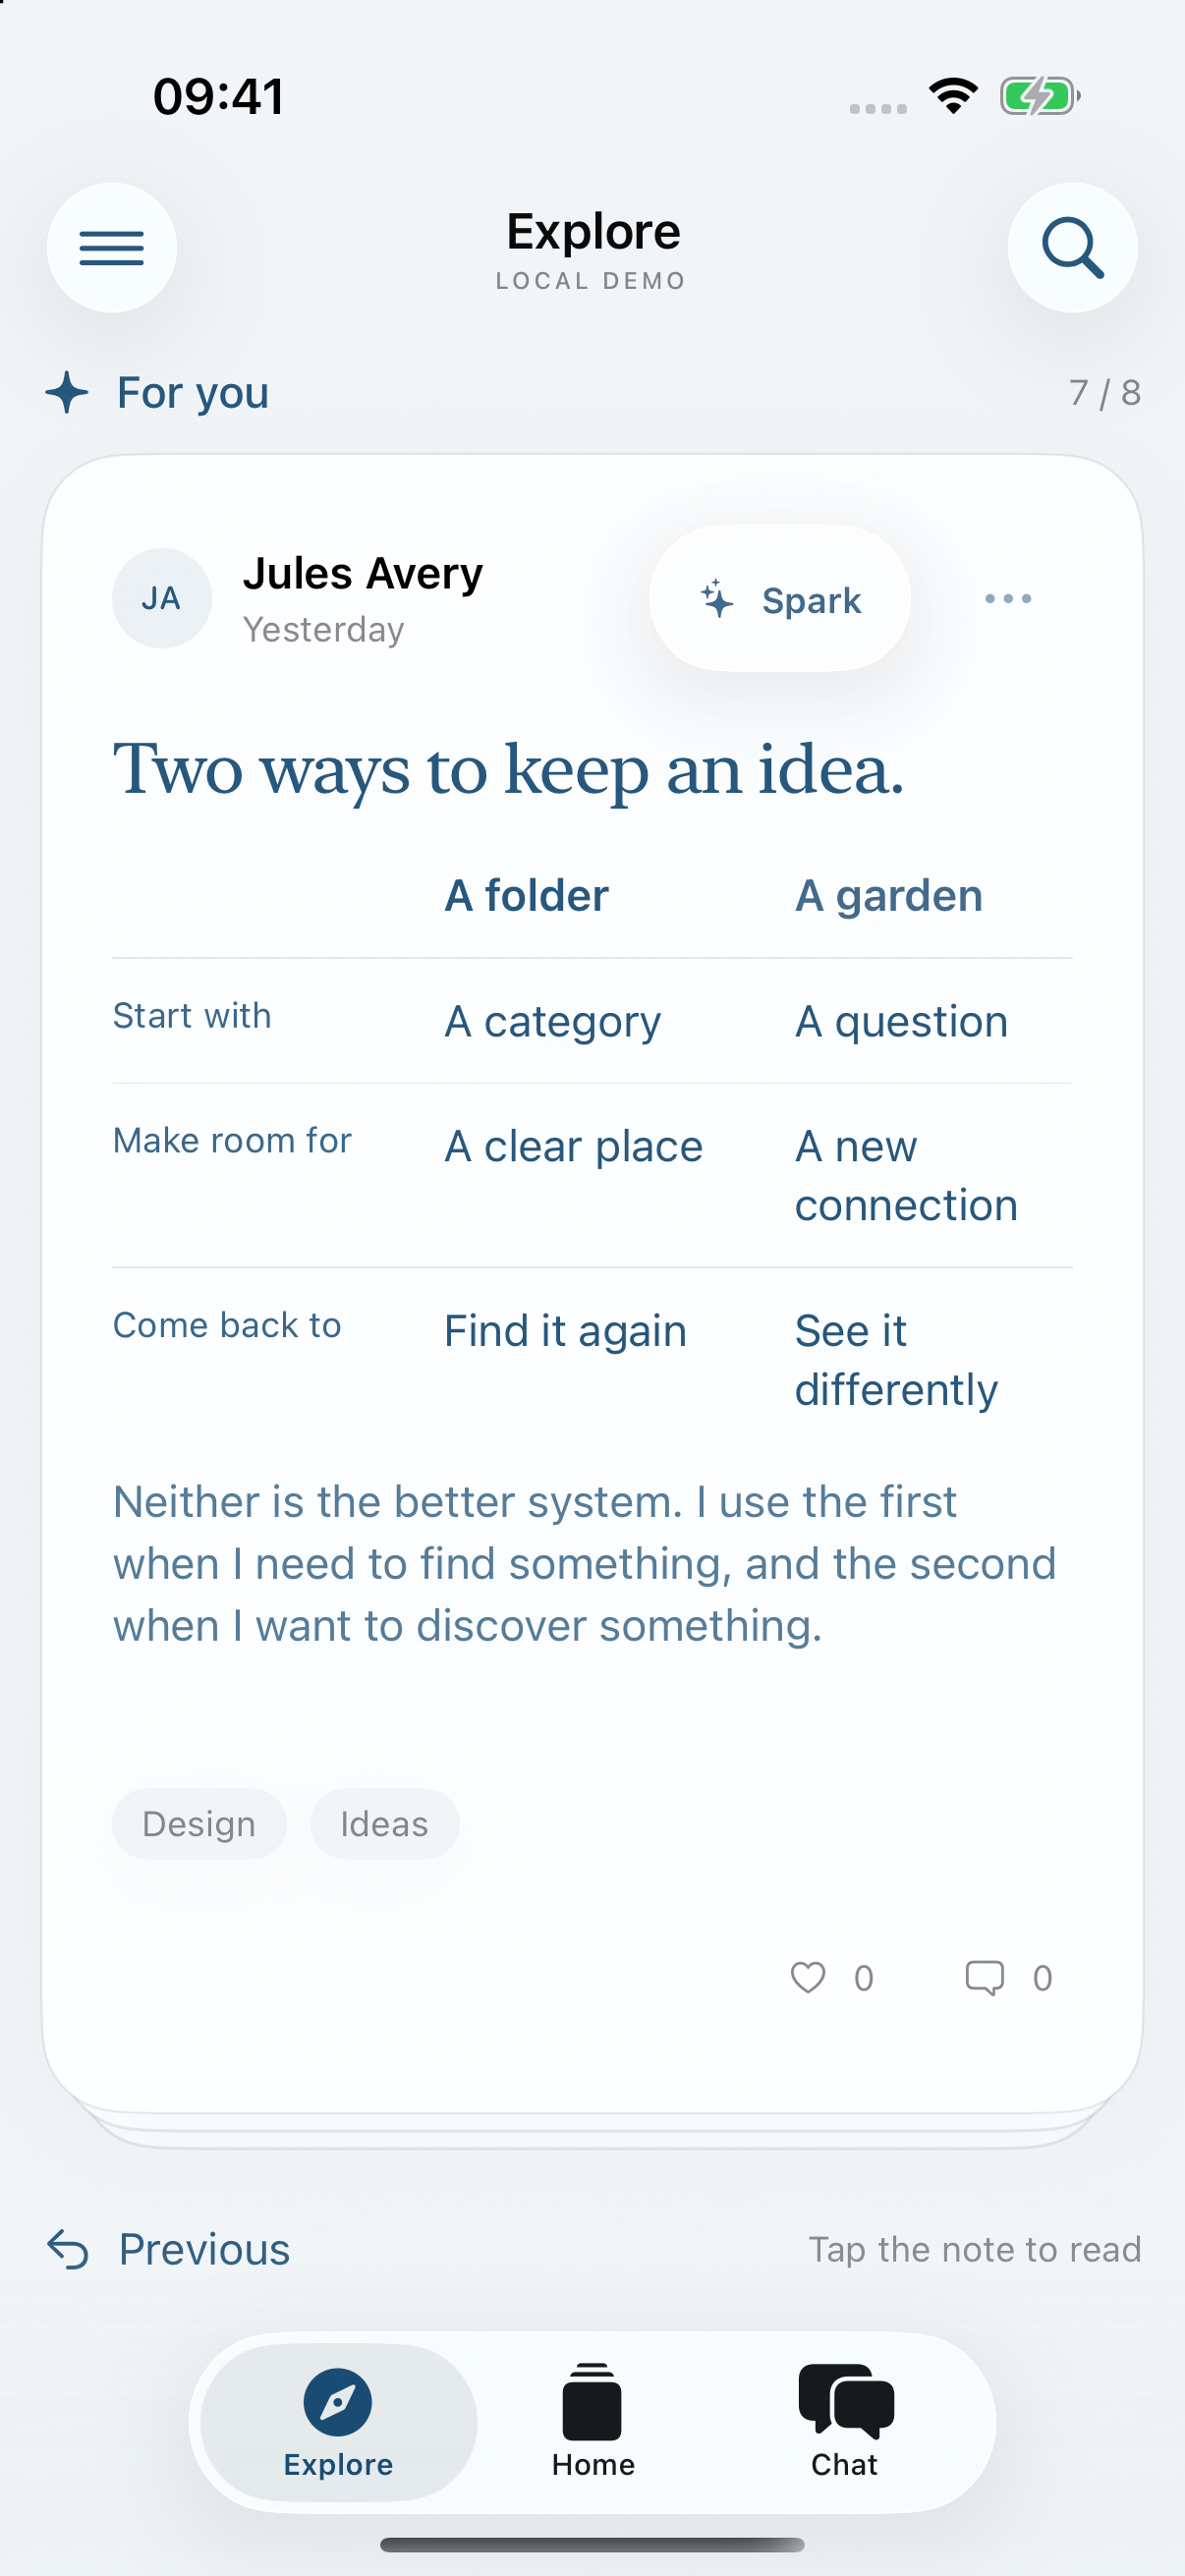 09:41
Explore
LOCAL DEMO
For you
7 / 8
JA
Jules Avery
Yesterday
Spark
Two ways to keep an idea.
A folder A garden
Start with A category A question
Make room for A clear place A new
connection
Come back to Find it again See it
differently
Neither is the better system. I use the first
when I need to find something, and the second
when I want to discover something.
Design Ideas
0 0
Previous
Tap the note to read
Explore Home Chat